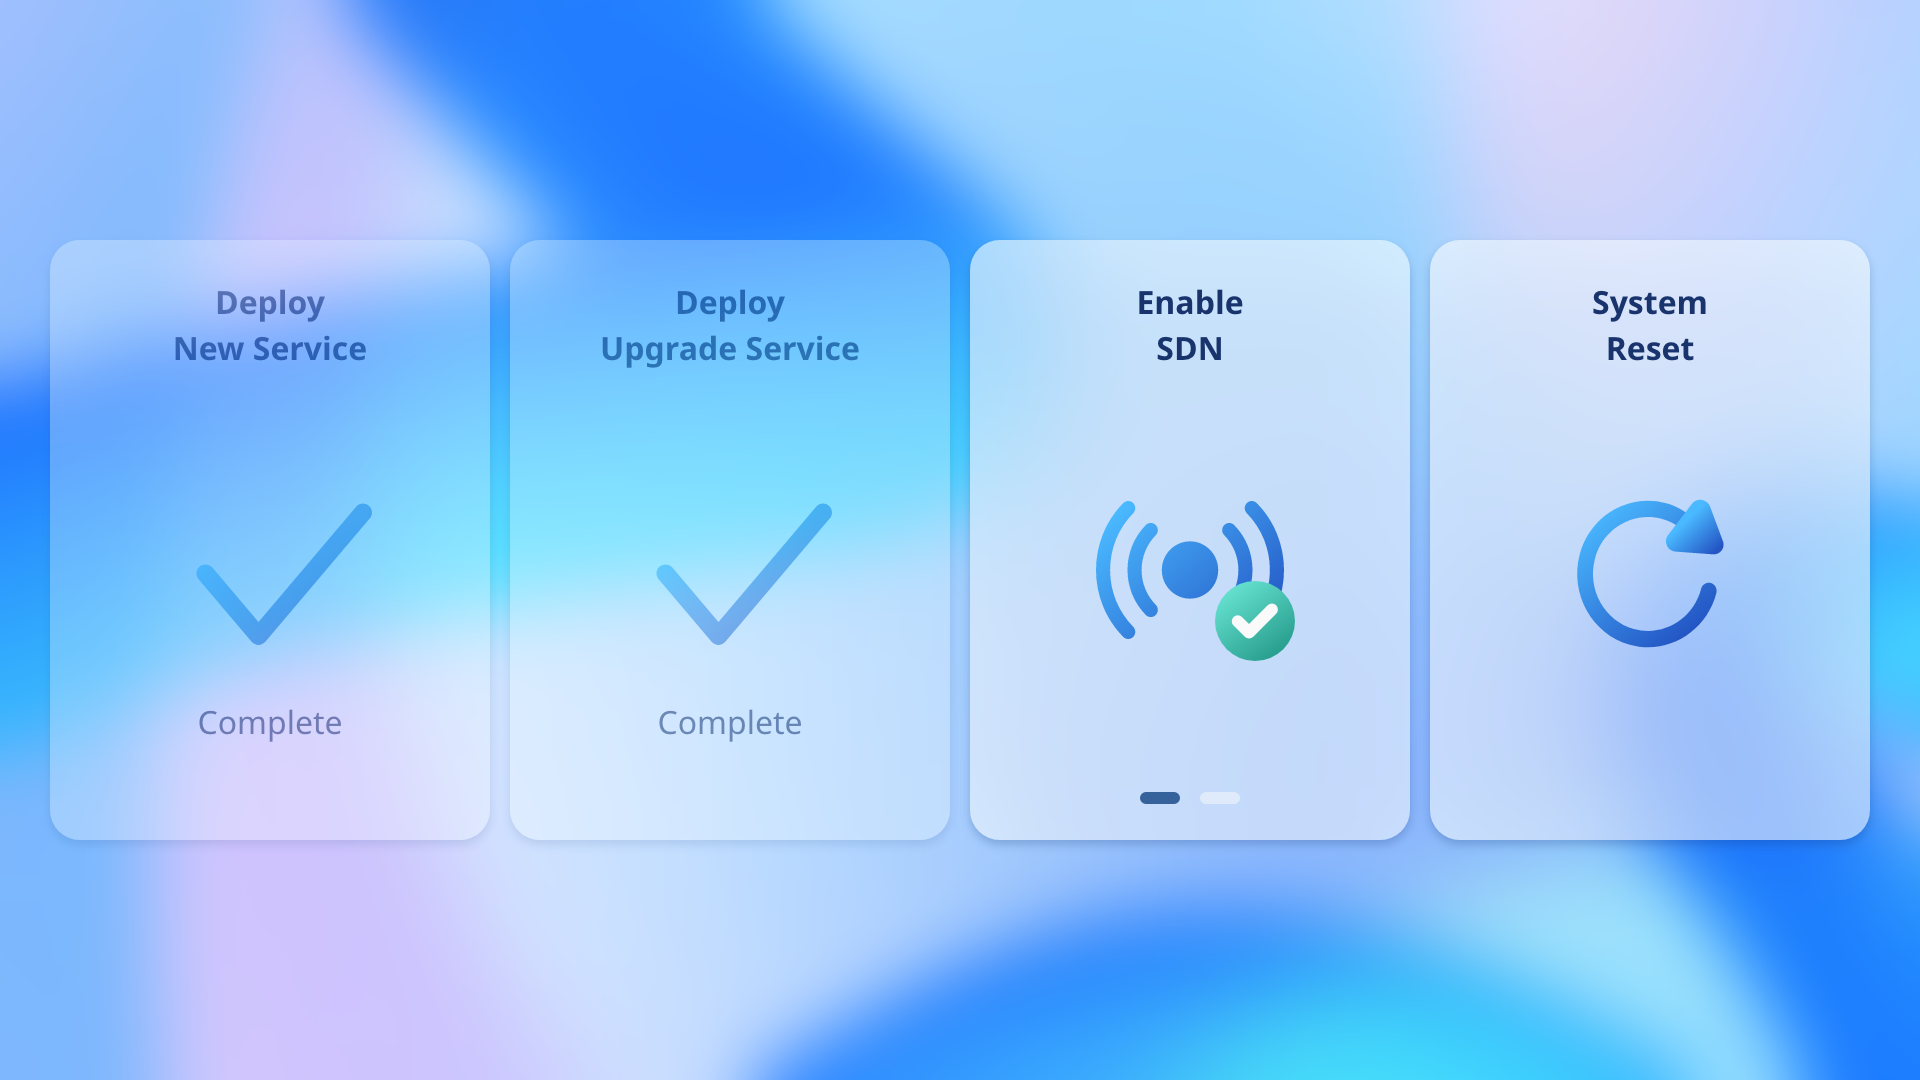 Deploy
New Service
Complete
Deploy
Upgrade Service
Complete
Enable
SDN
System
Reset